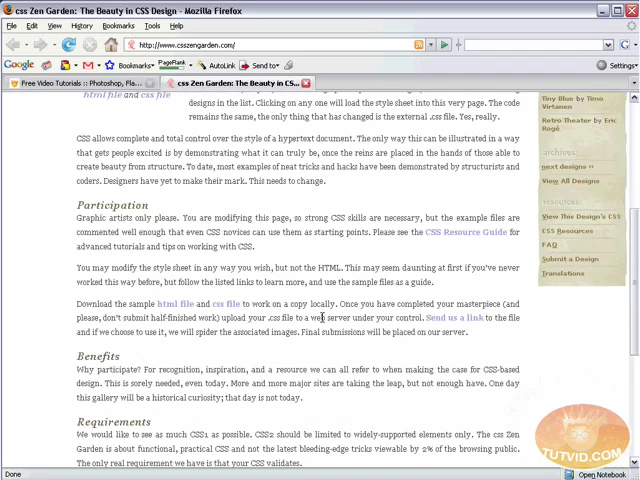 css Zen Garden: The Beauty in CSS Design - Mozilla Firefox
File Edit View History Bookmarks Tools Help
http://www.csszengarden.com/
Google Bookmarks PageRank AutoLink Send to Settings
Free Video Tutorials :: Photoshop, Fla... css Zen Garden: The Beauty in CS...
html file and css file
designs in the list. Clicking on any one will load the style sheet into this very page. The code
remains the same, the only thing that has changed is the external .css file. Yes, really.
CSS allows complete and total control over the style of a hypertext document. The only way this can be illustrated in a way
that gets people excited is by demonstrating what it can truly be, once the reins are placed in the hands of those able to
create beauty from structure. To date, most examples of neat tricks and hacks have been demonstrated by structurists and
coders. Designers have yet to make their mark. This needs to change.
Participation
Graphic artists only please. You are modifying this page, so strong CSS skills are necessary, but the example files are
commented well enough that even CSS novices can use them as starting points. Please see the CSS Resource Guide for
advanced tutorials and tips on working with CSS.
You may modify the style sheet in any way you wish, but not the HTML. This may seem daunting at first if you've never
worked this way before, but follow the listed links to learn more, and use the sample files as a guide.
Download the sample html file and css file to work on a copy locally. Once you have completed your masterpiece (and
please, don't submit half-finished work) upload your .css file to a web server under your control. Send us a link to the file
and if we choose to use it, we will spider the associated images. Final submissions will be placed on our server.
Benefits
Why participate? For recognition, inspiration, and a resource we can all refer to when making the case for CSS-based
design. This is sorely needed, even today. More and more major sites are taking the leap, but not enough have. One day
this gallery will be a historical curiosity; that day is not today.
Requirements
We would like to see as much CSS1 as possible. CSS2 should be limited to widely-supported elements only. The css Zen
Garden is about functional, practical CSS and not the latest bleeding-edge tricks viewable by 2% of the browsing public.
The only real requirement we have is that your CSS validates.
Tiny Blue by Timo
Virtanen
Retro Theater by Eric
Rogé
archives:
next designs ››
View All Designs
resources:
View This Design's CSS
CSS Resources
FAQ
Submit a Design
Translations
TUTVID.COM
Done
Open Notebook